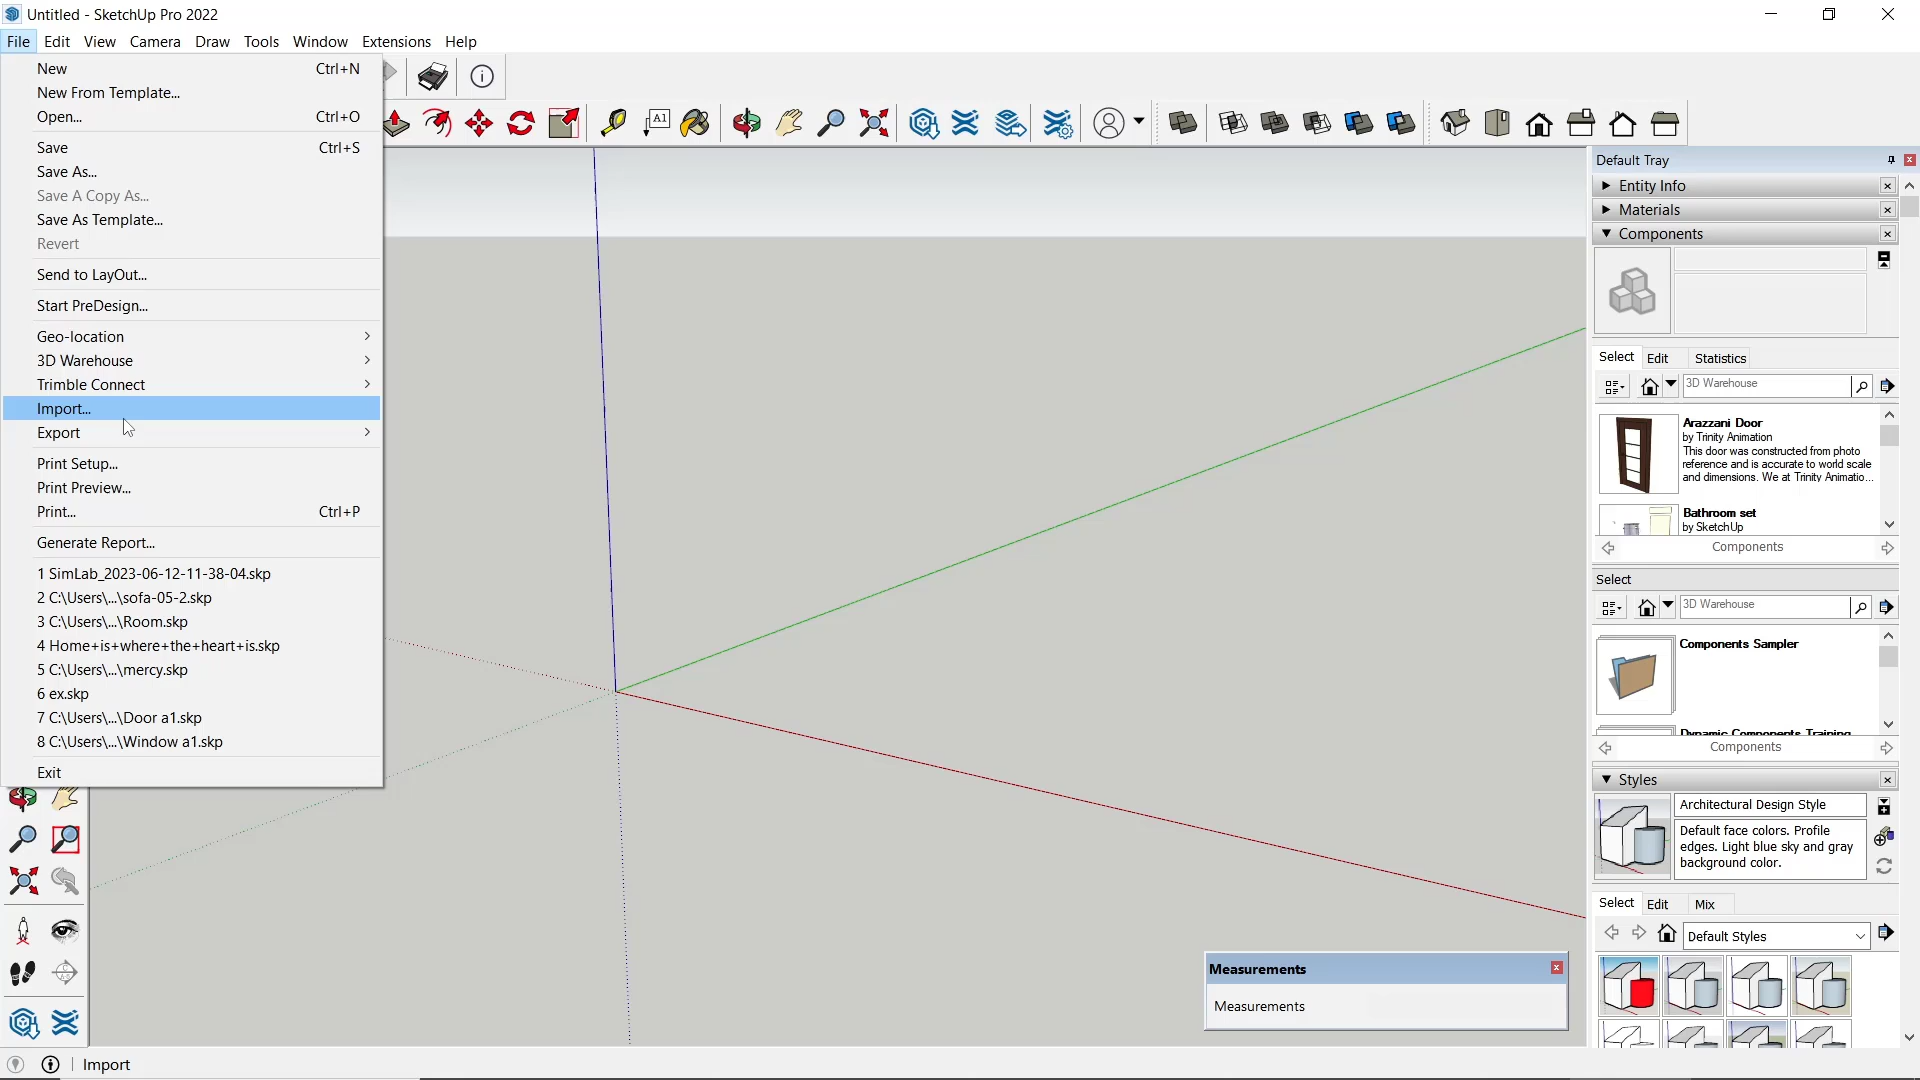 Untitled - SketchUp Pro 2022
File Edit View Camera Draw Tools Window Extensions Help
New Ctrl+N
New From Template...
Open... Ctrl+O
Save Ctrl+S
Save As...
Save A Copy As...
Save As Template...
Revert
Send to LayOut...
Start PreDesign...
Geo-location
3D Warehouse
Trimble Connect
Import...
Export
Print Setup...
Print Preview...
Print... Ctrl+P
Generate Report...
1 SimLab_2023-06-12-11-38-04.skp
2 C:\Users\...\sofa-05-2.skp
3 C:\Users\...\Room.skp
4 Home+is+where+the+heart+is.skp
5 C:\Users\...\mercy.skp
6 ex.skp
7 C:\Users\...\Door a1.skp
8 C:\Users\...\Window a1.skp
Exit
A1
Default Tray
Entity Info
Materials
Components
Select Edit Statistics
3D Warehouse
Arazzani Door
by Trinity Animation
This door was constructed from photo
reference and is accurate to world scale
and dimensions. We at Trinity Animatio...
Bathroom set
by SketchUp
Components
Select
3D Warehouse
Components Sampler
Dynamic Components Training
Components
Styles
Architectural Design Style
Default face colors. Profile
edges. Light blue sky and gray
background color.
Select Edit Mix
Default Styles
Measurements
Measurements
Import